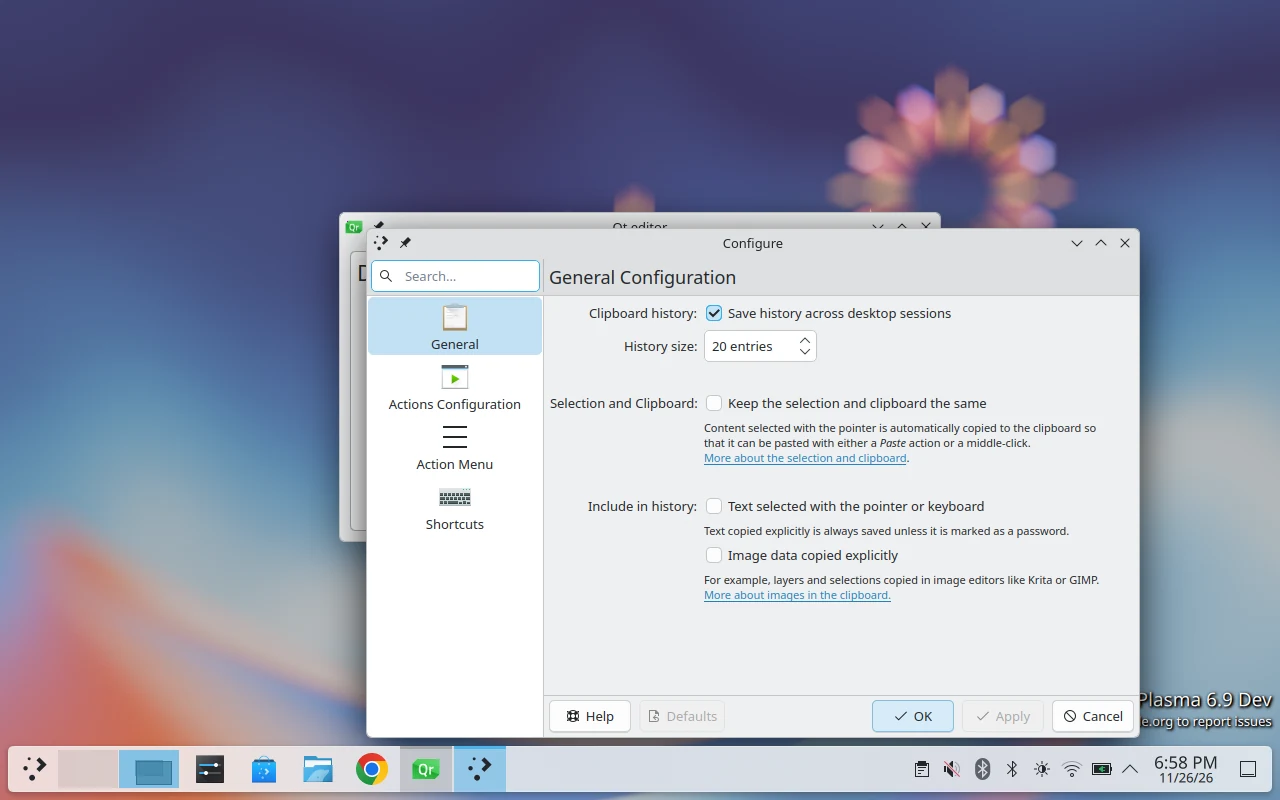 Qt editor
Configure
Search...
General Configuration
General
Actions Configuration
Action Menu
Shortcuts
Clipboard history: Save history across desktop sessions
History size: 20 entries
Selection and Clipboard: Keep the selection and clipboard the same
Content selected with the pointer is automatically copied to the clipboard so
that it can be pasted with either a Paste action or a middle-click.
More about the selection and clipboard.
Include in history: Text selected with the pointer or keyboard
Text copied explicitly is always saved unless it is marked as a password.
Image data copied explicitly
For example, layers and selections copied in image editors like Krita or GIMP.
More about images in the clipboard.
Help Defaults OK Apply Cancel
Plasma 6.9 Dev
e.org to report issues
Qt
6:58 PM
11/26/26